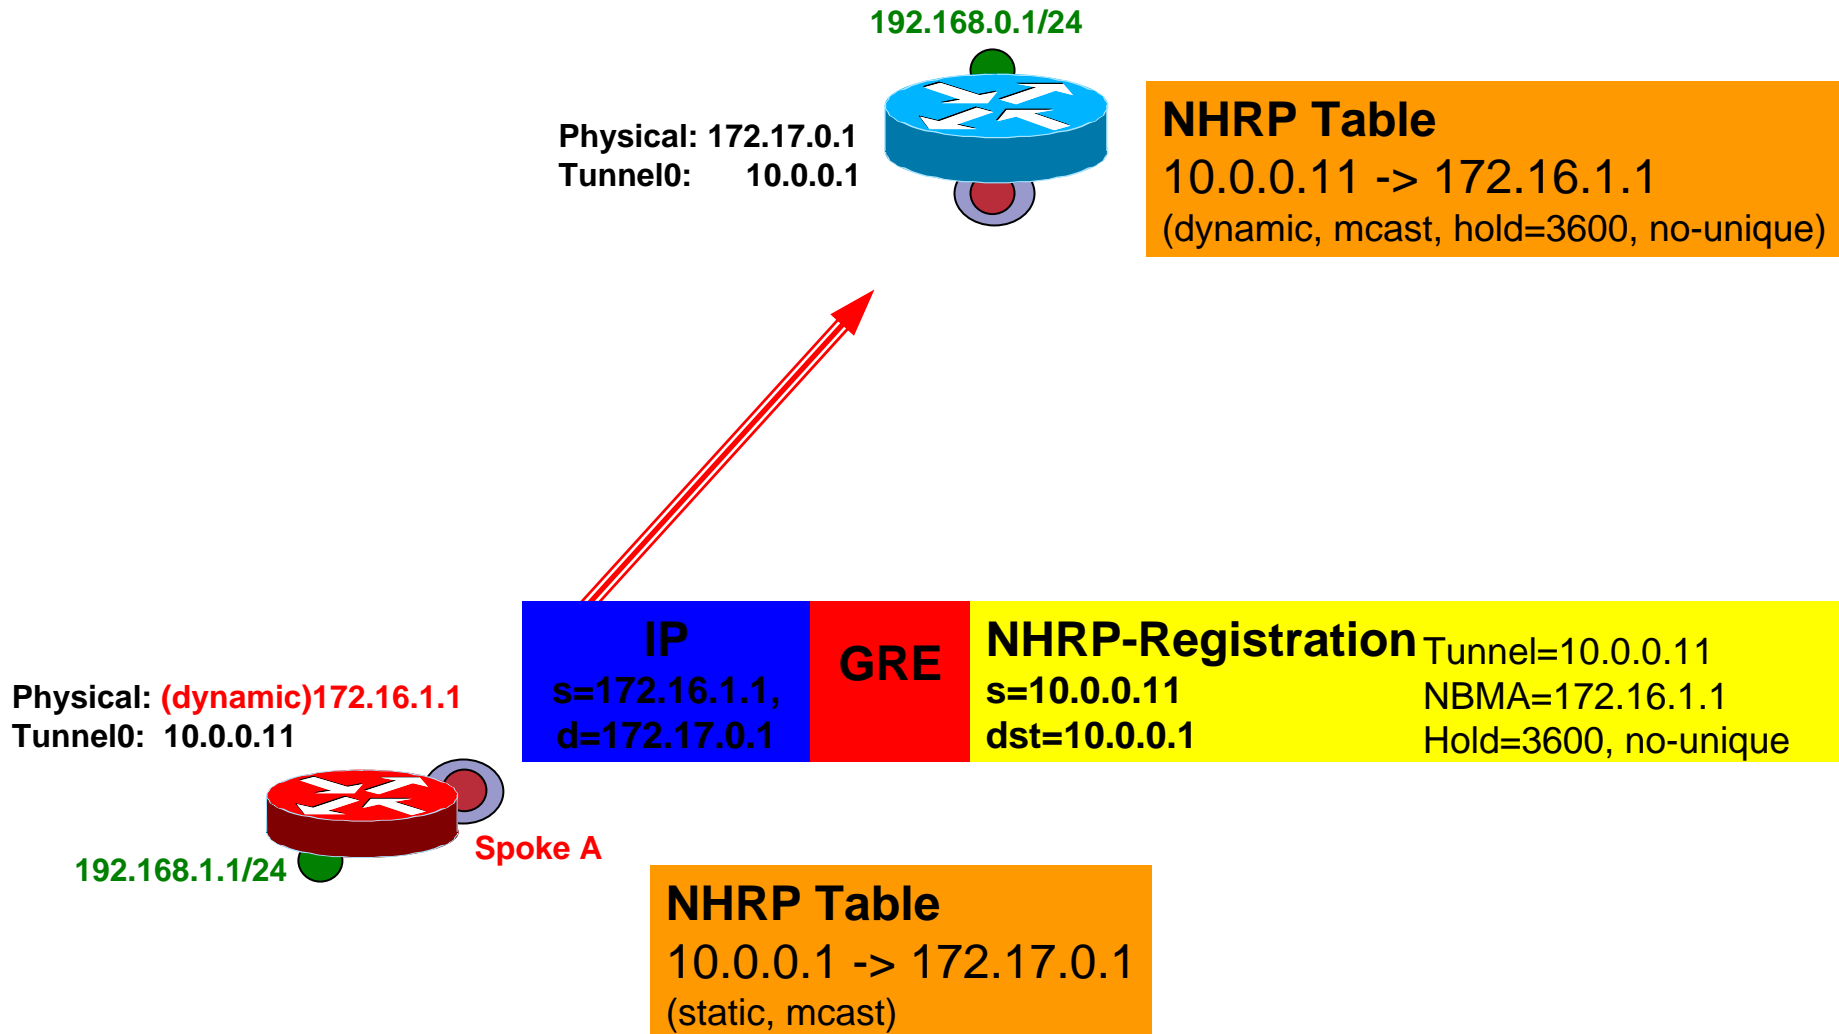 192.168.0.1/24
Physical: 172.17.0.1
Tunnel0: 10.0.0.1
NHRP Table
10.0.0.11 -> 172.16.1.1
(dynamic, mcast, hold=3600, no-unique)
IP
s=172.16.1.1,
d=172.17.0.1
GRE
NHRP-Registration
s=10.0.0.11
dst=10.0.0.1
Tunnel=10.0.0.11
NBMA=172.16.1.1
Hold=3600, no-unique
Physical: (dynamic)172.16.1.1
Tunnel0: 10.0.0.11
Spoke A
192.168.1.1/24
NHRP Table
10.0.0.1 -> 172.17.0.1
(static, mcast)